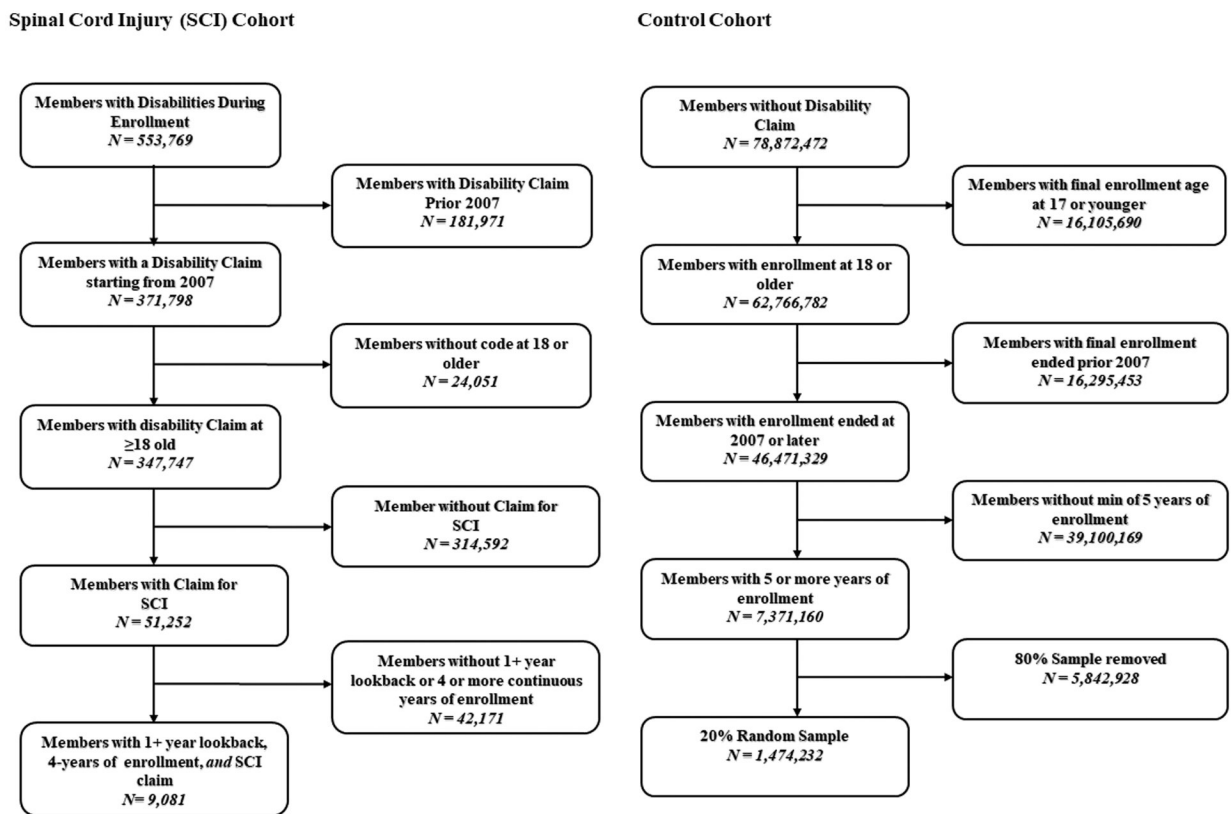 Spinal Cord Injury (SCI) Cohort
Members with Disabilities During
Enrollment
N = 553,769
Members with Disability Claim
Prior 2007
N = 181,971
Members with a Disability Claim
starting from 2007
N = 371,798
Members without code at 18 or
older
N = 24,051
Members with disability Claim at
≥18 old
N = 347,747
Member without Claim for
SCI
N = 314,592
Members with Claim for
SCI
N = 51,252
Members without 1+ year
lookback or 4 or more continuous
years of enrollment
N = 42,171
Members with 1+ year lookback,
4-years of enrollment, and SCI
claim
N= 9,081
Control Cohort
Members without Disability
Claim
N = 78,872,472
Members with final enrollment age
at 17 or younger
N = 16,105,690
Members with enrollment at 18 or
older
N = 62,766,782
Members with final enrollment
ended prior 2007
N = 16,295,453
Members with enrollment ended at
2007 or later
N = 46,471,329
Members without min of 5 years of
enrollment
N = 39,100,169
Members with 5 or more years of
enrollment
N = 7,371,160
80% Sample removed
N = 5,842,928
20% Random Sample
N = 1,474,232